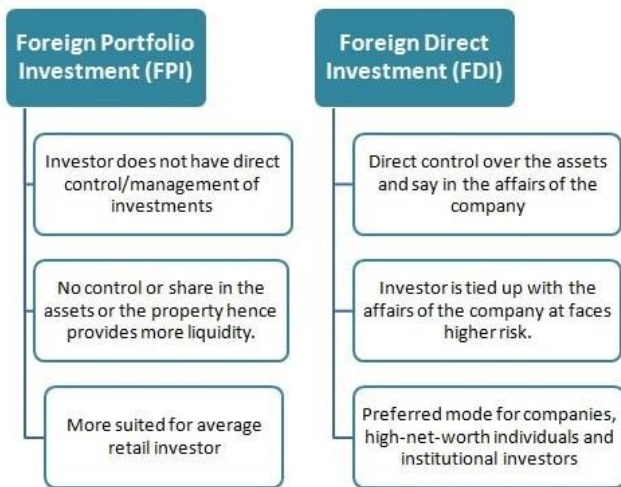 Foreign Portfolio
Investment (FPI)
Investor does not have direct
control/management of
investments
No control or share in the
assets or the property hence
provides more liquidity.
More suited for average
retail investor
Foreign Direct
Investment (FDI)
Direct control over the assets
and say in the affairs of the
company
Investor is tied up with the
affairs of the company at faces
higher risk.
Preferred mode for companies,
high-net-worth individuals and
institutional investors